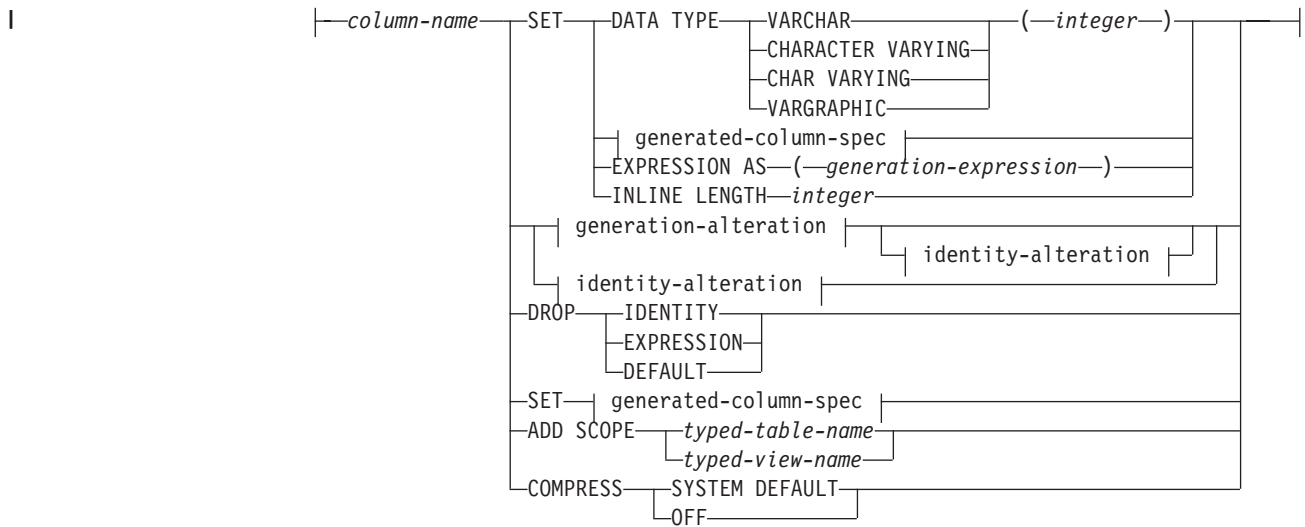 column-name SET DATA TYPE VARCHAR ( integer )
CHARACTER VARYING
CHAR VARYING
VARGRAPHIC
generated-column-spec
EXPRESSION AS ( generation-expression )
INLINE LENGTH integer
generation-alteration
identity-alteration
identity-alteration
DROP IDENTITY
EXPRESSION
DEFAULT
SET generated-column-spec
ADD SCOPE typed-table-name
typed-view-name
COMPRESS SYSTEM DEFAULT
OFF